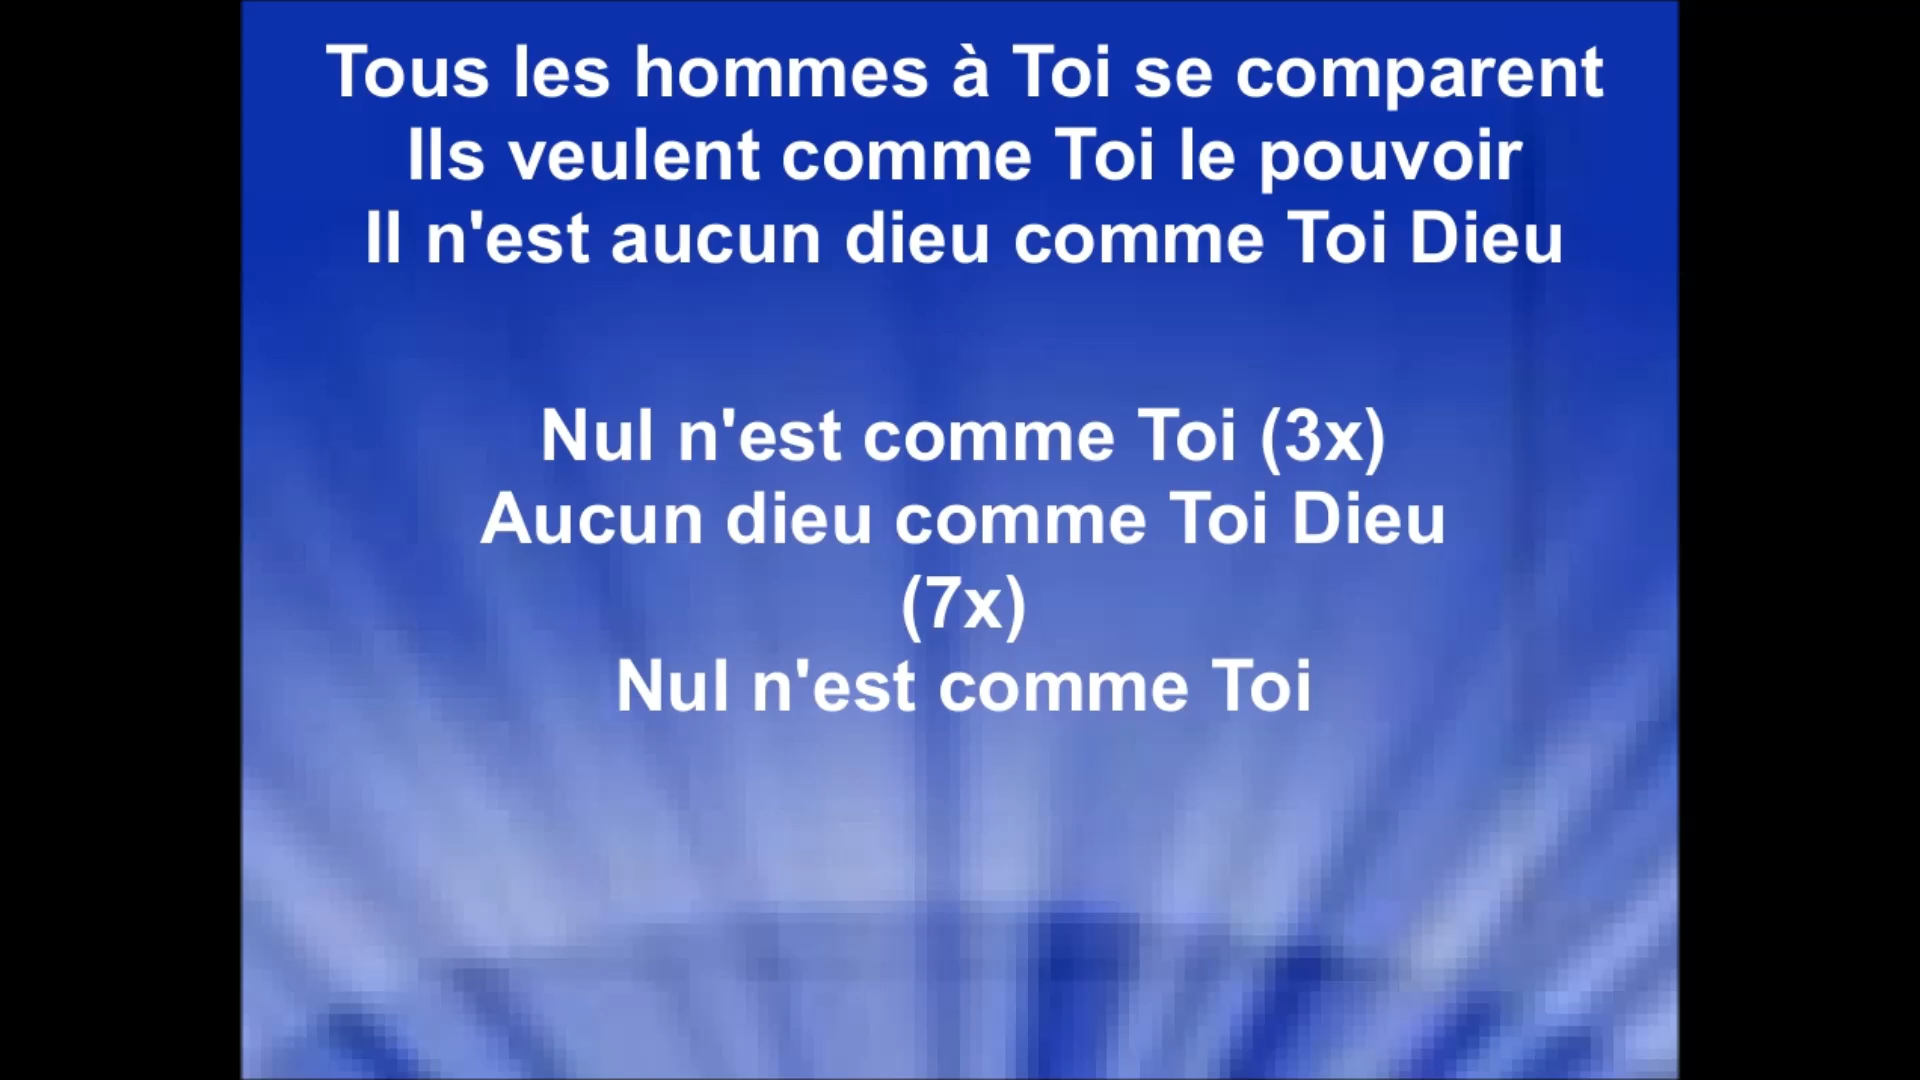 Tous les hommes à Toi se comparent
Ils veulent comme Toi le pouvoir
Il n'est aucun dieu comme Toi Dieu
Nul n'est comme Toi (3x)
Aucun dieu comme Toi Dieu
(7x)
Nul n'est comme Toi